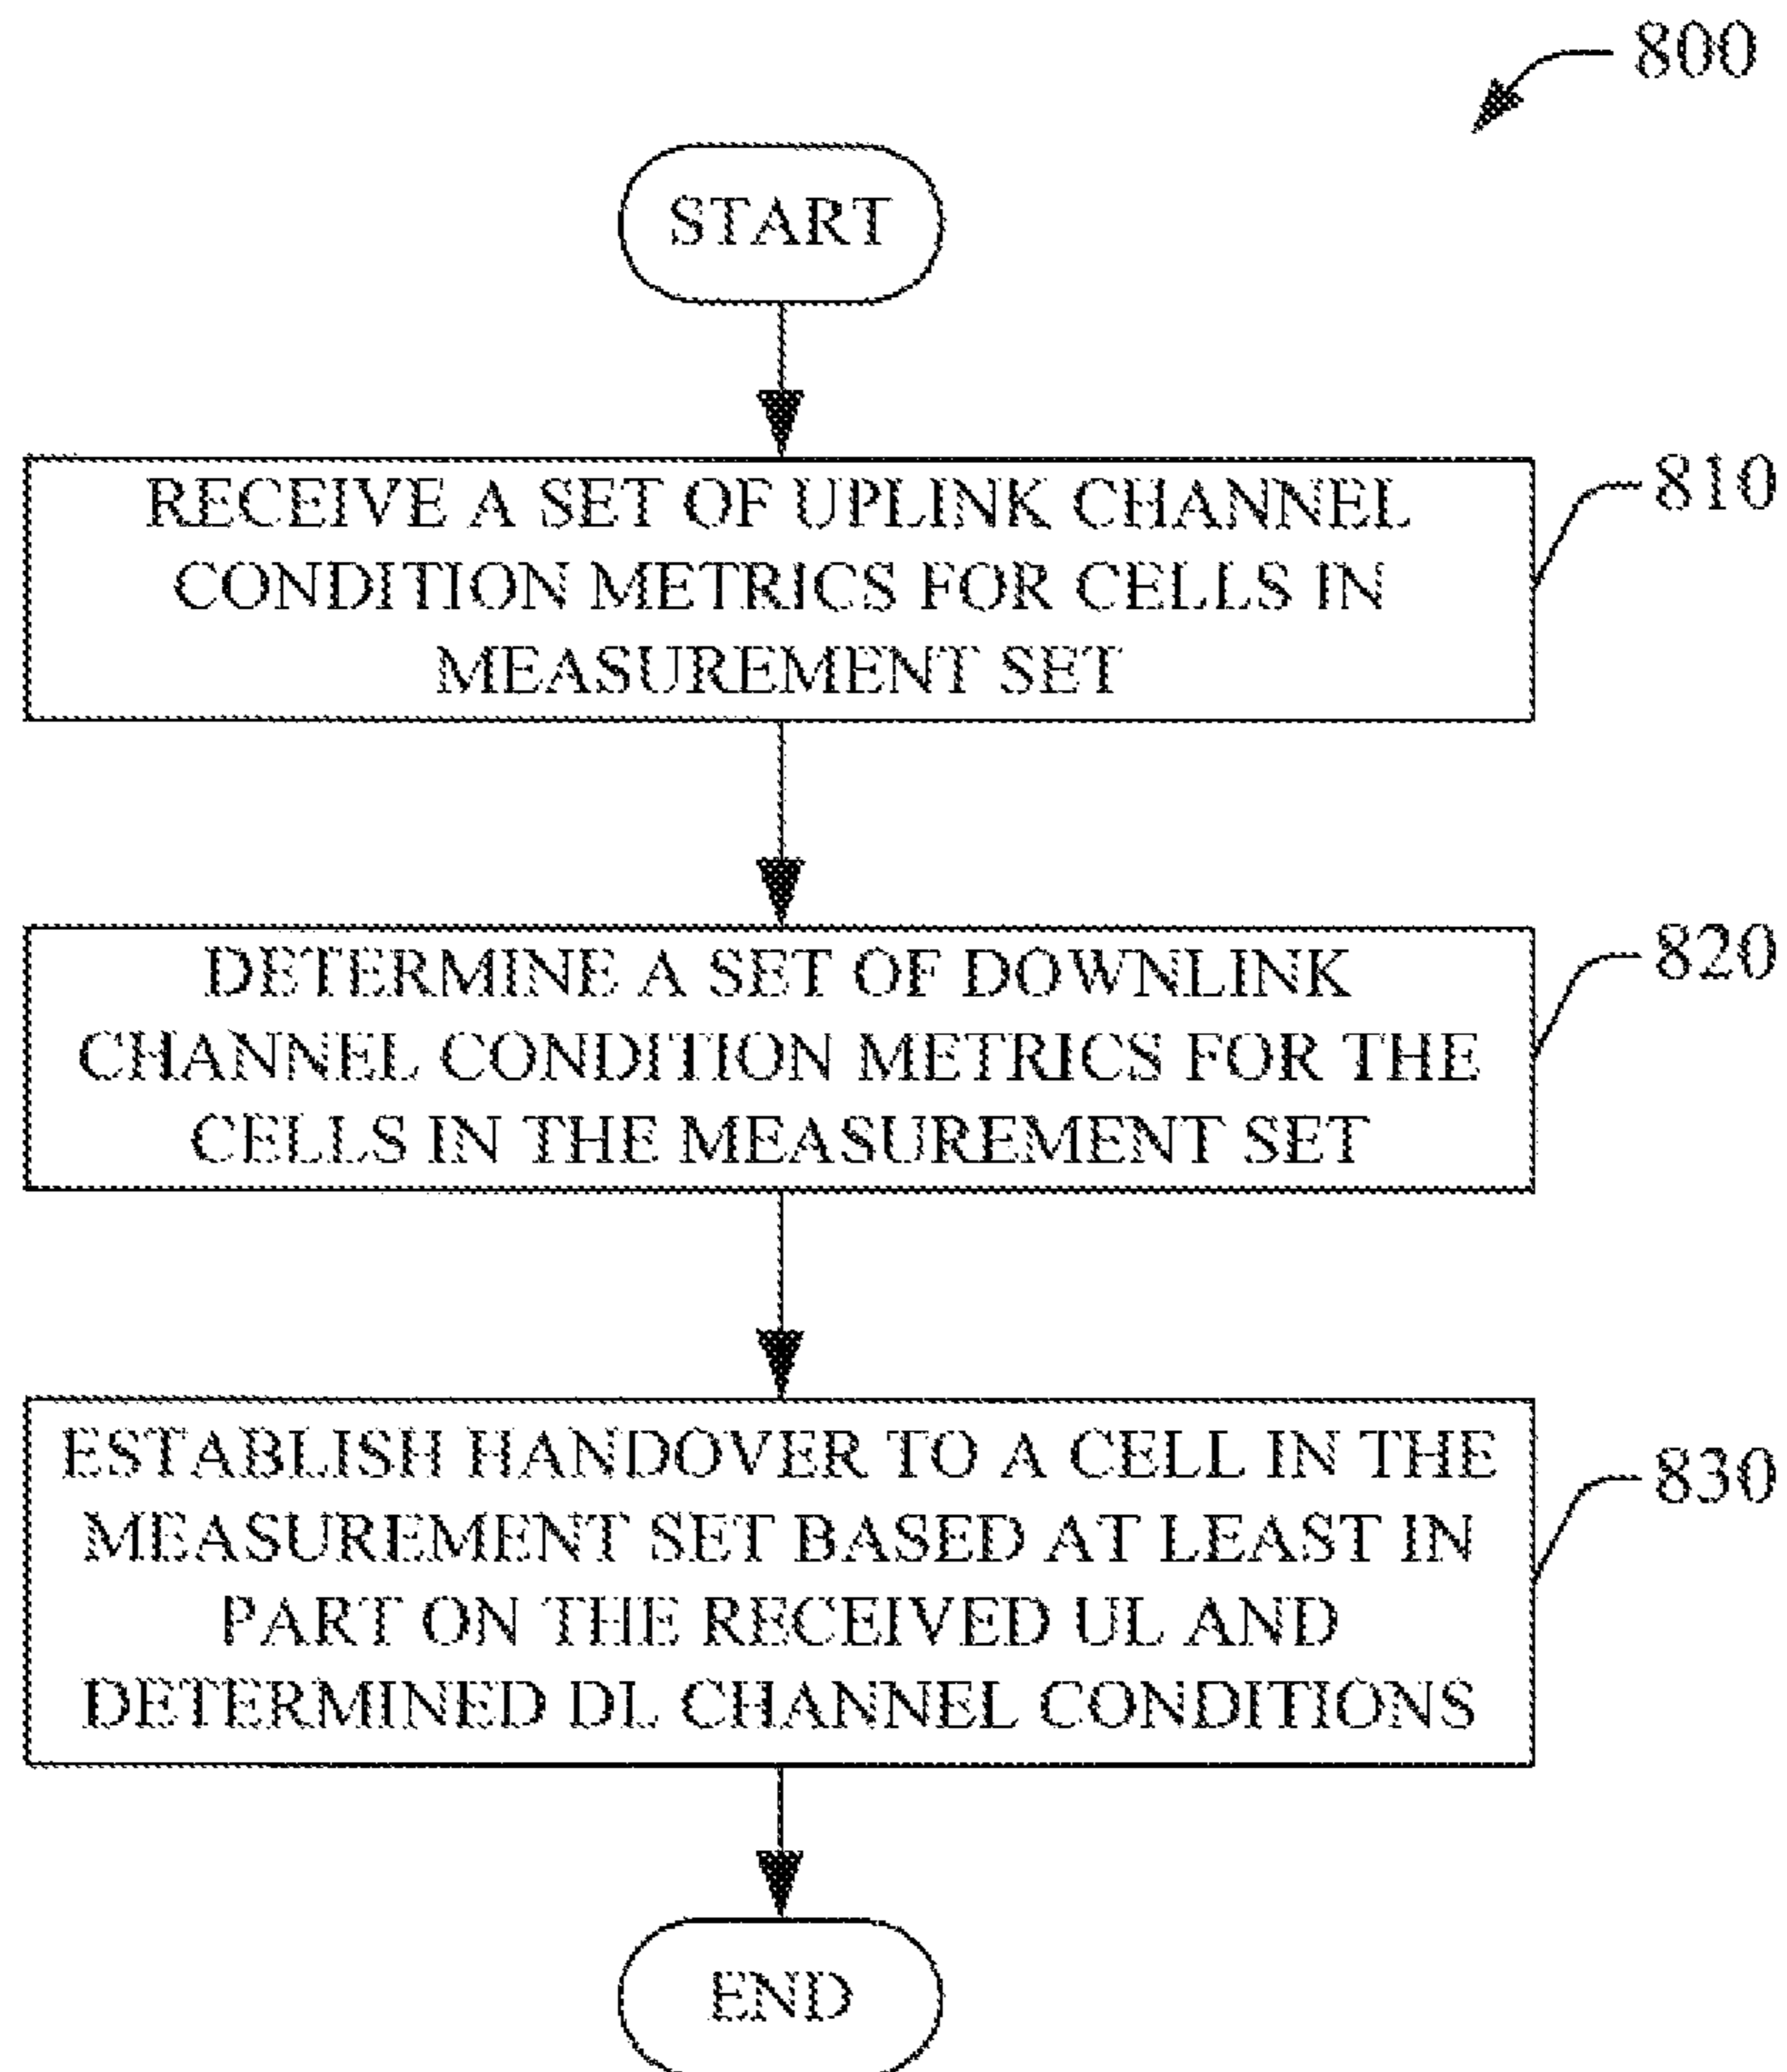 800
START
RECEIVE A SET OF UPLINK CHANNEL
CONDITION METRICS FOR CELLS IN
MEASUREMENT SET
810
DETERMINE A SET OF DOWNLINK
CHANNEL CONDITION METRICS FOR THE
CELLS IN THE MEASUREMENT SET
820
ESTABLISH HANDOVER TO A CELL IN THE
MEASUREMENT SET BASED AT LEAST IN
PART ON THE RECEIVED UL AND
DETERMINED DL CHANNEL CONDITIONS
830
END